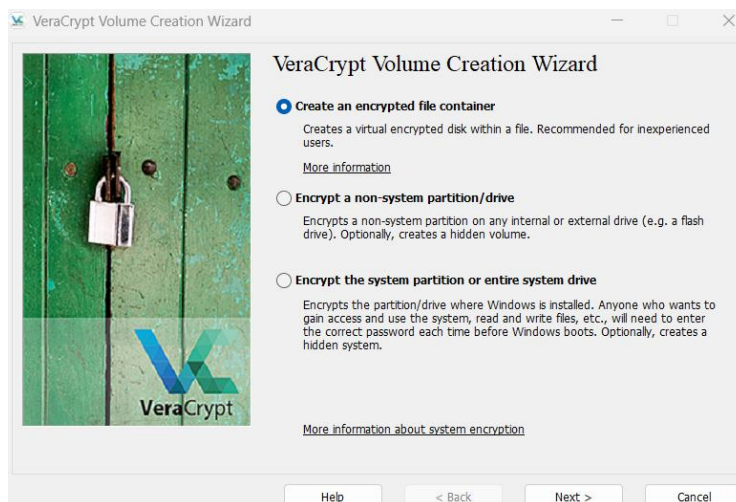 VeraCrypt Volume Creation Wizard
VeraCrypt Volume Creation Wizard
Create an encrypted file container
Creates a virtual encrypted disk within a file. Recommended for inexperienced
users.
More information
Encrypt a non-system partition/drive
Encrypts a non-system partition on any internal or external drive (e.g. a flash
drive). Optionally, creates a hidden volume.
Encrypt the system partition or entire system drive
Encrypts the partition/drive where Windows is installed. Anyone who wants to
gain access and use the system, read and write files, etc., will need to enter
the correct password each time before Windows boots. Optionally, creates a
hidden system.
VeraCrypt
More information about system encryption
Help < Back Next > Cancel